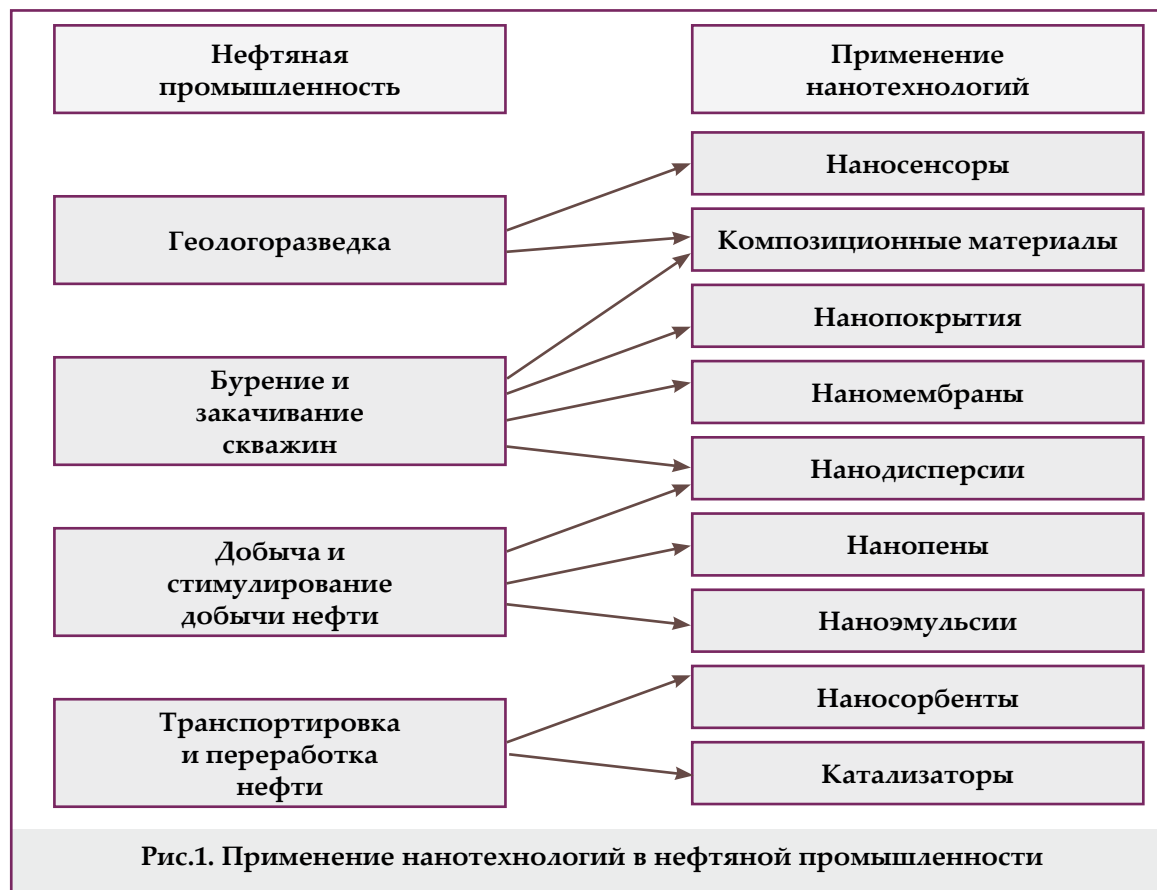 Нефтяная
промышленность
Применение
нанотехнологий
Геологоразведка
Бурение и
закачивание
скважин
Добыча и
стимулирование
добычи нефти
Транспортировка
и переработка
нефти
Наносенсоры
Композиционные материалы
Нанопокрытия
Наномембраны
Нанодисперсии
Нанопены
Наноэмульсии
Наносорбенты
Катализаторы
Рис.1. Применение нанотехнологий в нефтяной промышленности